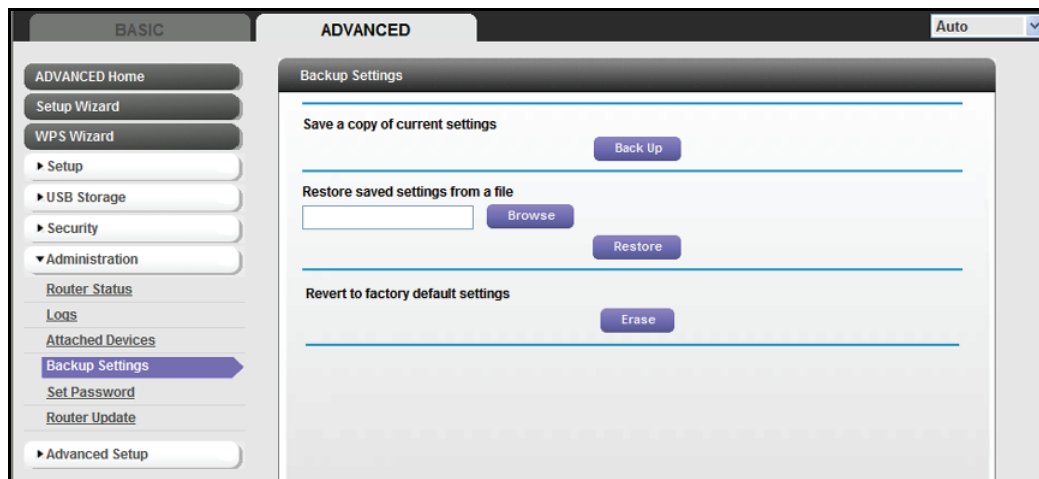 BASIC
ADVANCED
Auto
ADVANCED Home
Setup Wizard
WPS Wizard
Setup
USB Storage
Security
Administration
Router Status
Logs
Attached Devices
Backup Settings
Set Password
Router Update
Advanced Setup
Backup Settings
Save a copy of current settings
Back Up
Restore saved settings from a file
Browse
Restore
Revert to factory default settings
Erase